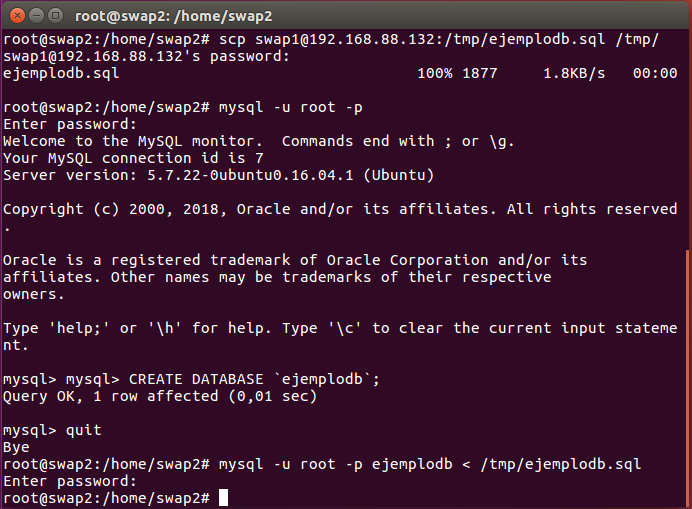 root@swap2: /home/swap2
root@swap2:/home/swap2# scp swap1@192.168.88.132:/tmp/ejemplodb.sql /tmp/
swap1@192.168.88.132's password:
ejemplodb.sql                                 100% 1877     1.8KB/s   00:00
root@swap2:/home/swap2# mysql -u root -p
Enter password:
Welcome to the MySQL monitor.  Commands end with ; or \g.
Your MySQL connection id is 7
Server version: 5.7.22-0ubuntu0.16.04.1 (Ubuntu)
Copyright (c) 2000, 2018, Oracle and/or its affiliates. All rights reserved
.
Oracle is a registered trademark of Oracle Corporation and/or its
affiliates. Other names may be trademarks of their respective
owners.
Type 'help;' or '\h' for help. Type '\c' to clear the current input stateme
nt.
mysql> mysql> CREATE DATABASE `ejemplodb`;
Query OK, 1 row affected (0,01 sec)
mysql> quit
Bye
root@swap2:/home/swap2# mysql -u root -p ejemplodb < /tmp/ejemplodb.sql
Enter password:
root@swap2:/home/swap2#